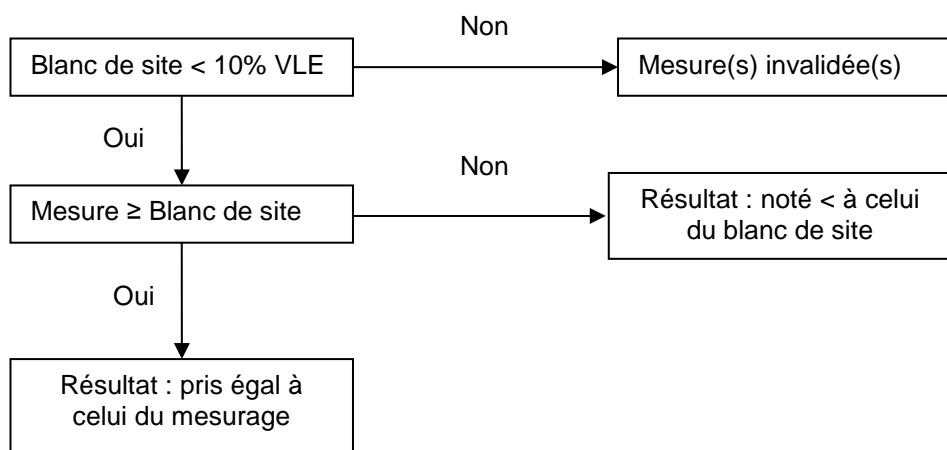 Non
Blanc de site < 10% VLE
Mesure(s) invalidée(s)
Oui
Non
Mesure ≥ Blanc de site
Résultat : noté < à celui
du blanc de site
Oui
Résultat : pris égal à
celui du mesurage